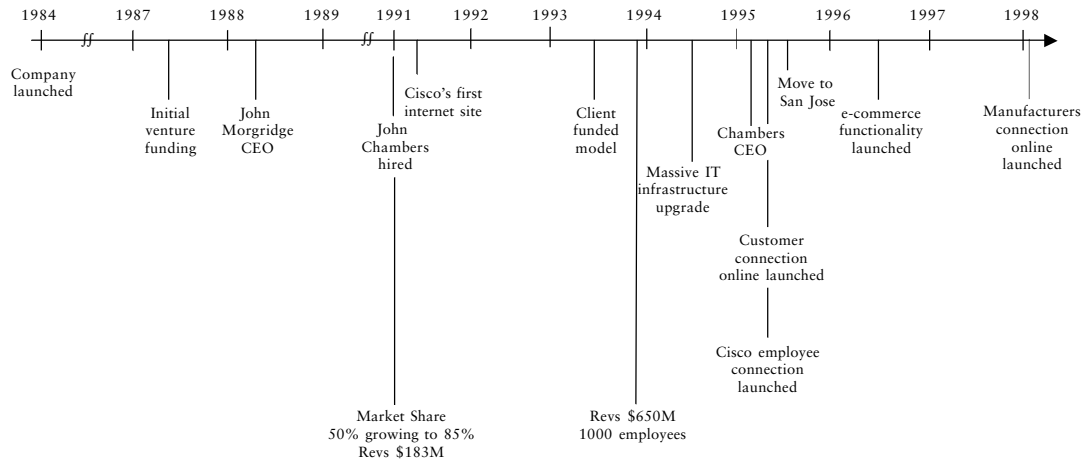 1984 1987 1988 1989 1991 1992 1993 1994 1995 1996 1997 1998
Company
launched
Initial
venture
funding
John
Morgridge
CEO
John
Chambers
hired
Market Share
50% growing to 85%
Revs $183M
Cisco's first
internet site
Client
funded
model
Revs $650M
1000 employees
Massive IT
infrastructure
upgrade
Chambers
CEO
Customer
connection
online launched
Cisco employee
connection
launched
Move to
San Jose
e-commerce
functionality
launched
Manufacturers
connection
online
launched